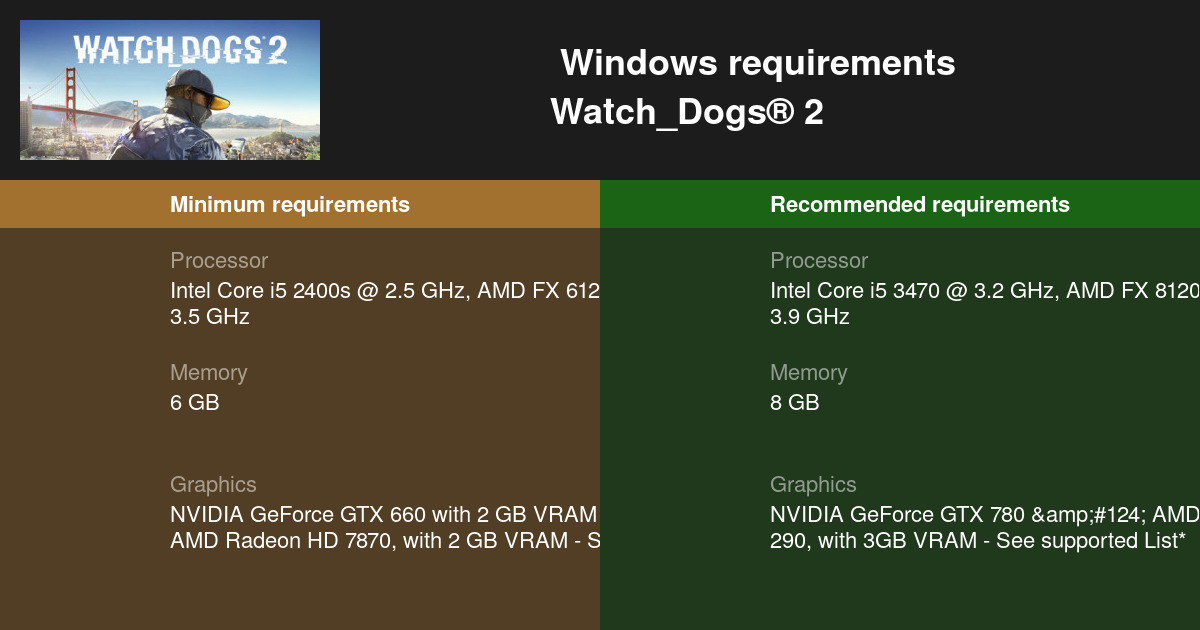 WATCH_DOGS 2
Windows requirements
Watch_Dogs® 2
Minimum requirements
Processor
Intel Core i5 2400s @ 2.5 GHz, AMD FX 612
3.5 GHz
Memory
6 GB
Graphics
NVIDIA GeForce GTX 660 with 2 GB VRAM
AMD Radeon HD 7870, with 2 GB VRAM - S
Recommended requirements
Processor
Intel Core i5 3470 @ 3.2 GHz, AMD FX 8120
3.9 GHz
Memory
8 GB
Graphics
NVIDIA GeForce GTX 780 &amp;#124; AMD
290, with 3GB VRAM - See supported List*